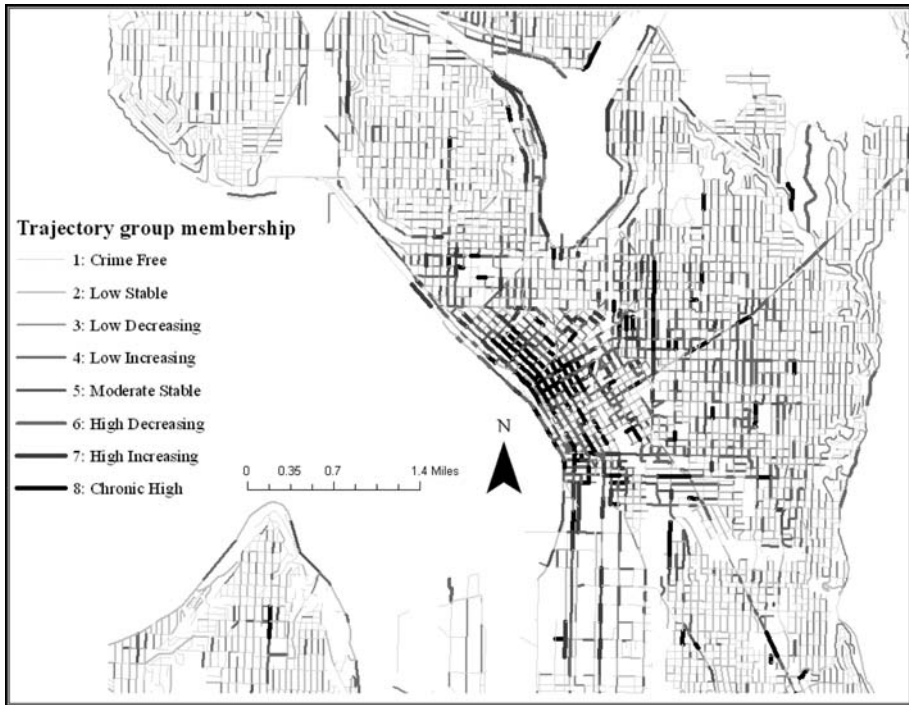 Trajectory group membership
1: Crime Free
2: Low Stable
3: Low Decreasing
4: Low Increasing
5: Moderate Stable
6: High Decreasing
7: High Increasing
8: Chronic High
N
0 0.35 0.7 1.4 Miles